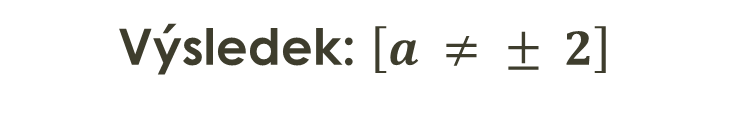 Výsledek: [a ≠ ± 2]